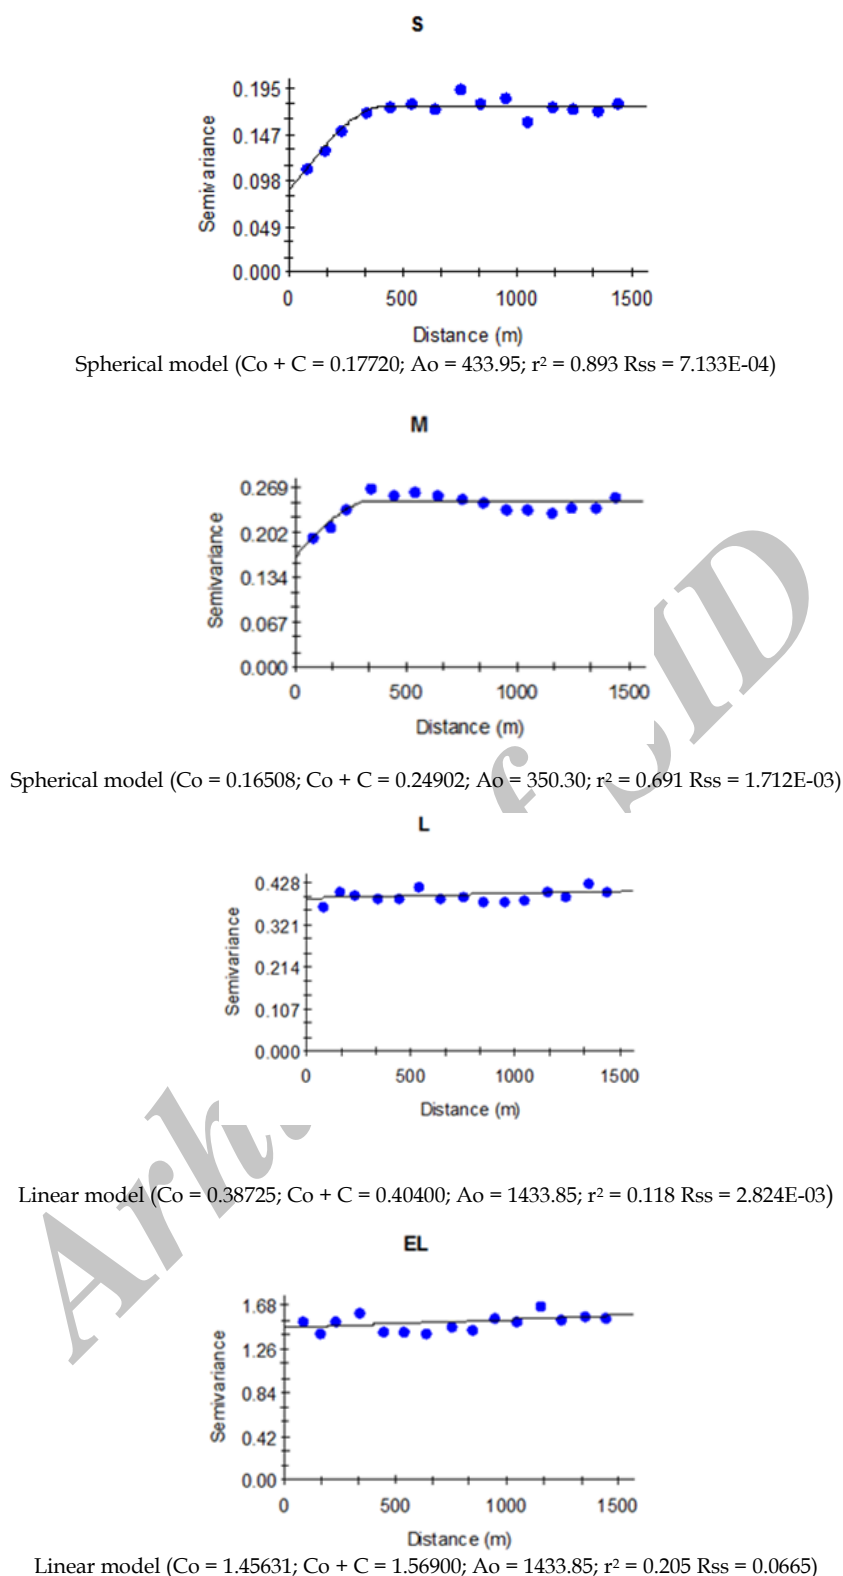 S
0.195
0.147
0.098
0.049
0.000
Semivariance
0 500 1000 1500
Distance (m)
Spherical model (Co + C = 0.17720; Ao = 433.95; r² = 0.893 Rss = 7.133E-04)
M
0.269
0.202
0.134
0.067
0.000
Semivariance
0 500 1000 1500
Distance (m)
Spherical model (Co = 0.16508; Co + C = 0.24902; Ao = 350.30; r² = 0.691 Rss = 1.712E-03)
L
0.428
0.321
0.214
0.107
0.000
Semivariance
0 500 1000 1500
Distance (m)
Linear model (Co = 0.38725; Co + C = 0.40400; Ao = 1433.85; r² = 0.118 Rss = 2.824E-03)
EL
1.68
1.26
0.84
0.42
0.00
Semivariance
0 500 1000 1500
Distance (m)
Linear model (Co = 1.45631; Co + C = 1.56900; Ao = 1433.85; r² = 0.205 Rss = 0.0665)